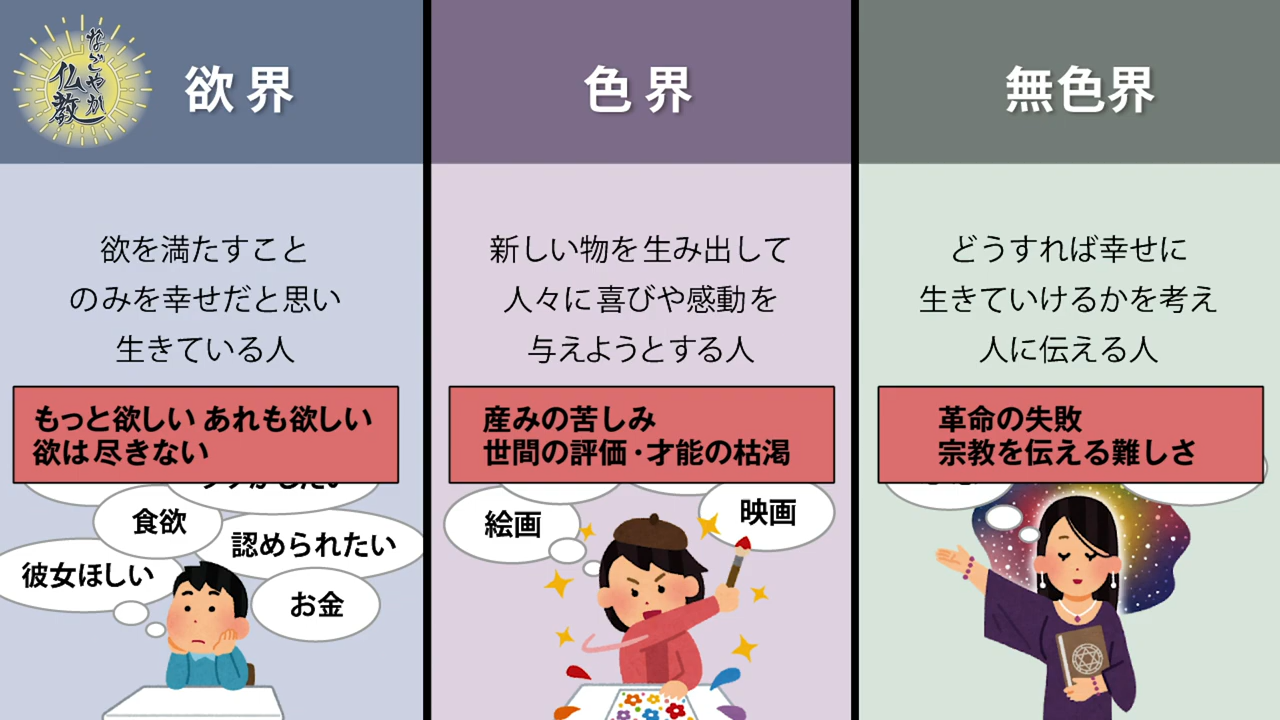 なごやか
仏教
欲界
色界
無色界
欲を満たすこと
のみを幸せだと思い
生きている人
新しい物を生み出して
人々に喜びや感動を
与えようとする人
どうすれば幸せに
生きていけるかを考え
人に伝える人
もっと欲しい あれも欲しい
欲は尽きない
産みの苦しみ
世間の評価・才能の枯渇
革命の失敗
宗教を伝える難しさ
食欲
認められたい
彼女ほしい
お金
絵画
映画